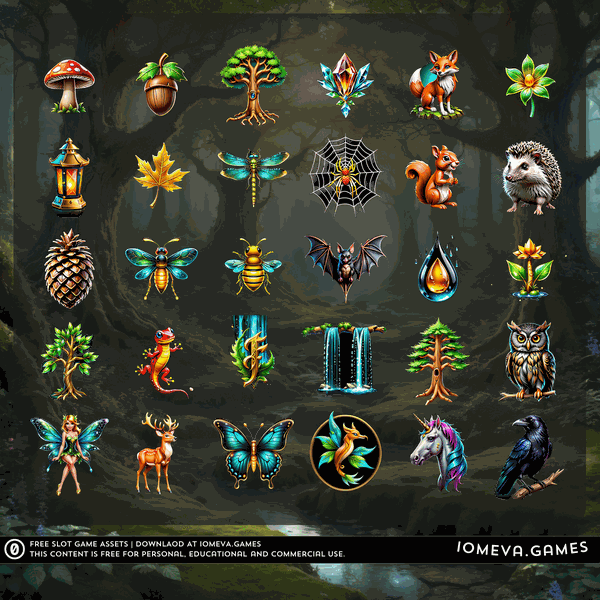 FREE SLOT GAME ASSETS | DOWNLAOD AT IOMEVA.GAMES
THIS CONTENT IS FREE FOR PERSONAL, EDUCATIONAL AND COMMERCIAL USE.
IOMEVA.GAMES